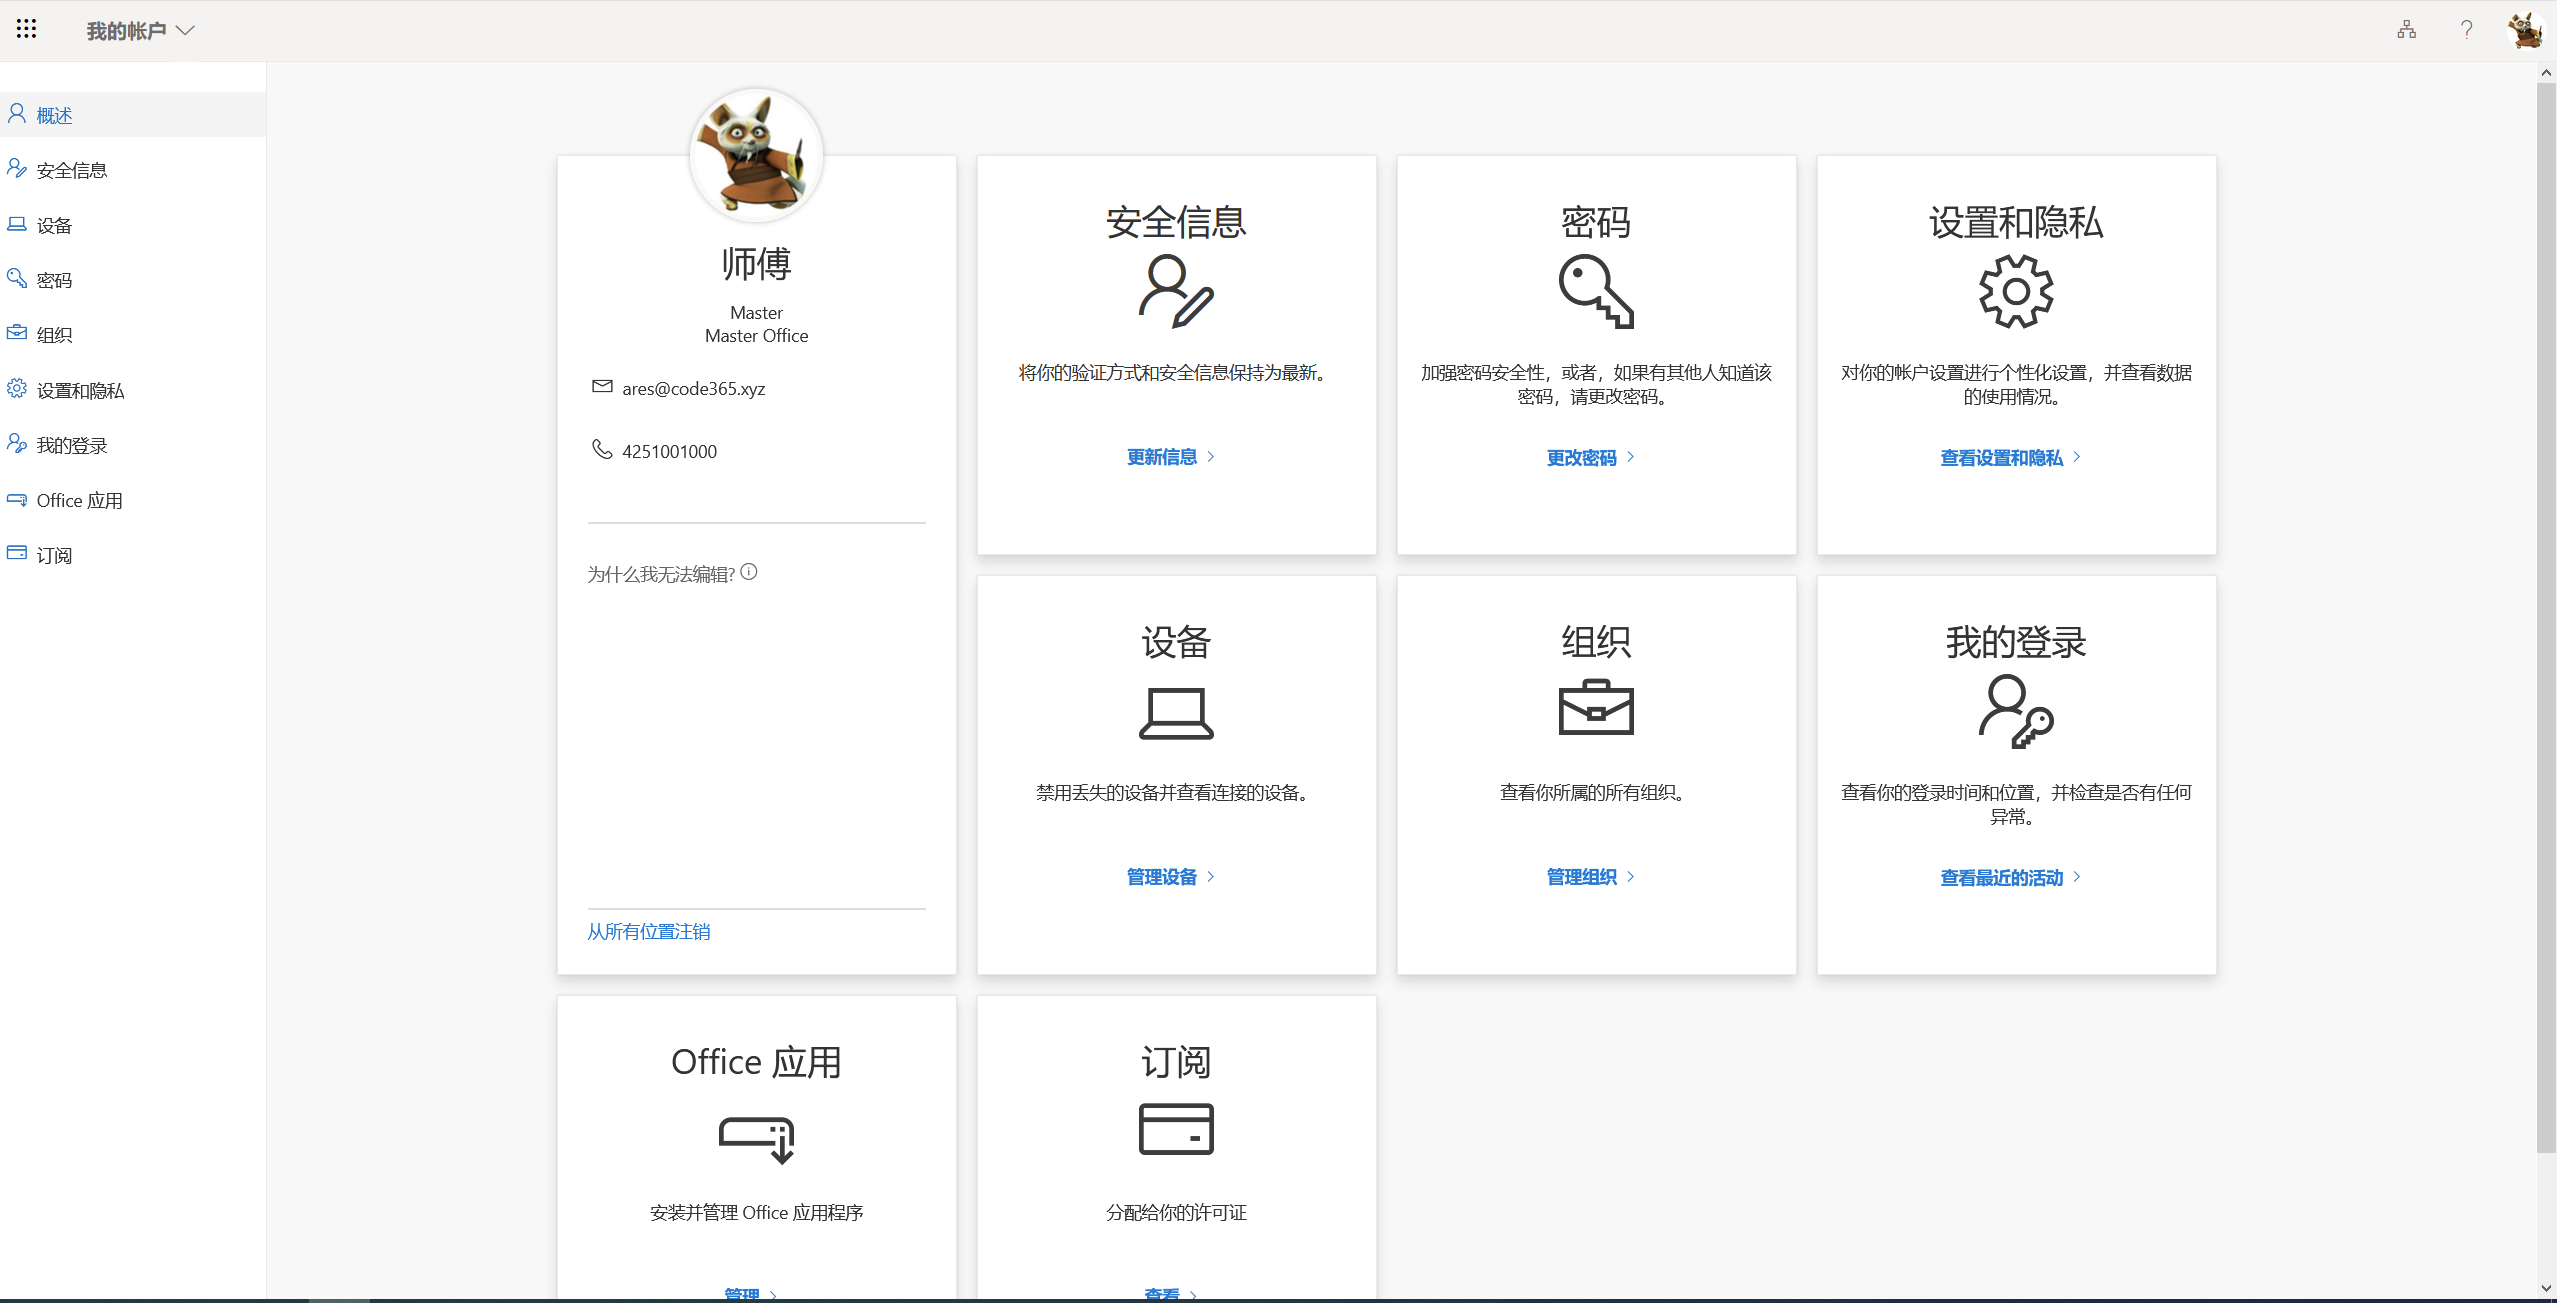 我的帐户
?
概述
安全信息
设备
密码
组织
设置和隐私
我的登录
Office 应用
订阅
师傅
Master
Master Office
ares@code365.xyz
4251001000
为什么我无法编辑?
从所有位置注销
安全信息
将你的验证方式和安全信息保持为最新。
更新信息
密码
加强密码安全性，或者，如果有其他人知道该
密码，请更改密码。
更改密码
设置和隐私
对你的帐户设置进行个性化设置，并查看数据
的使用情况。
查看设置和隐私
设备
禁用丢失的设备并查看连接的设备。
管理设备
组织
查看你所属的所有组织。
管理组织
我的登录
查看你的登录时间和位置，并检查是否有任何
异常。
查看最近的活动
Office 应用
安装并管理 Office 应用程序
管理
订阅
分配给你的许可证
查看